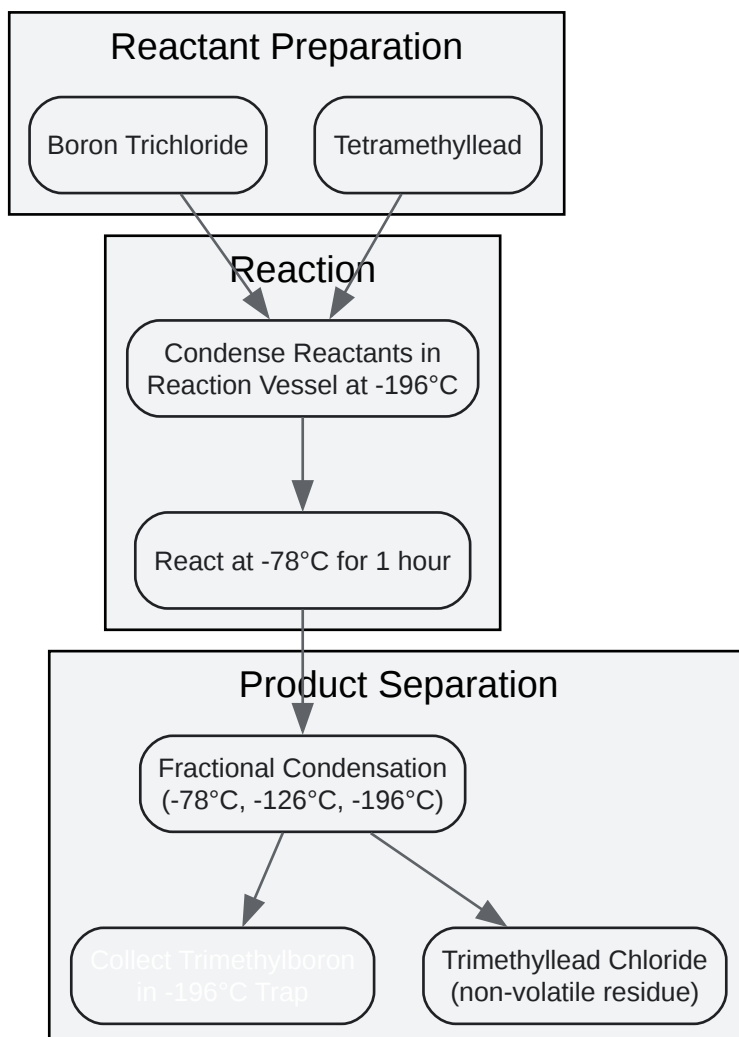 Reactant Preparation
Boron Trichloride
Tetramethyllead
Reaction
Condense Reactants in
Reaction Vessel at -196°C
React at -78°C for 1 hour
Product Separation
Fractional Condensation
(-78°C, -126°C, -196°C)
Collect Trimethylboron
in -196°C Trap
Trimethyllead Chloride
(non-volatile residue)